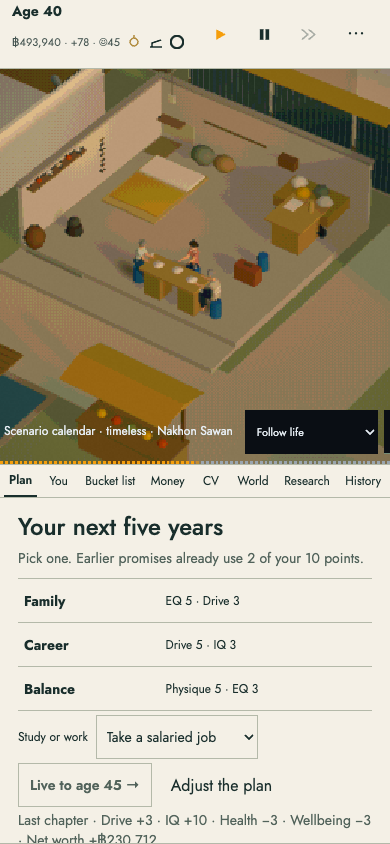 Age 40
฿493,940 · +78 · ◎45
Scenario calendar · timeless · Nakhon Sawan
Follow life
Plan You Bucket list Money CV World Research History
Your next five years
Pick one. Earlier promises already use 2 of your 10 points.
Family EQ 5 · Drive 3
Career Drive 5 · IQ 3
Balance Physique 5 · EQ 3
Study or work Take a salaried job
Live to age 45 → Adjust the plan
Last chapter · Drive +3 · IQ +10 · Health −3 · Wellbeing −3
· Net worth +฿230,712